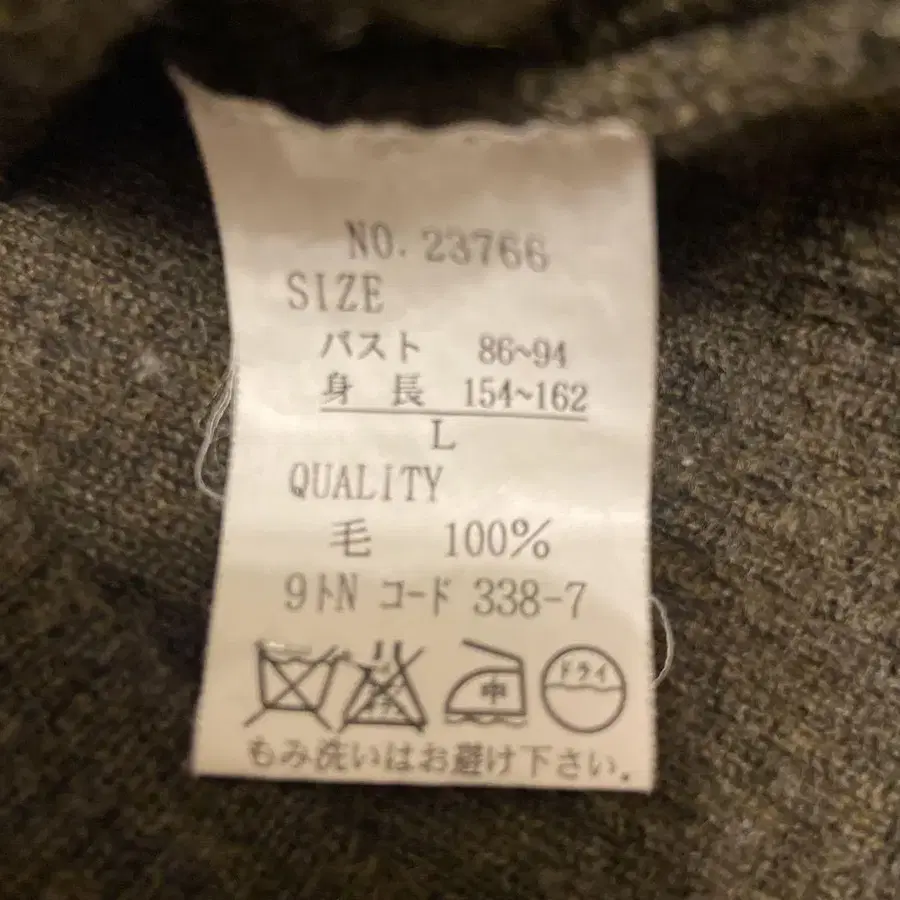 NO. 23766
SIZE
バスト 86~94
身長 154~162
L
QUALITY
毛 100%
9トN コード 338-7
中 ドライ
もみ洗いはお避け下さい.